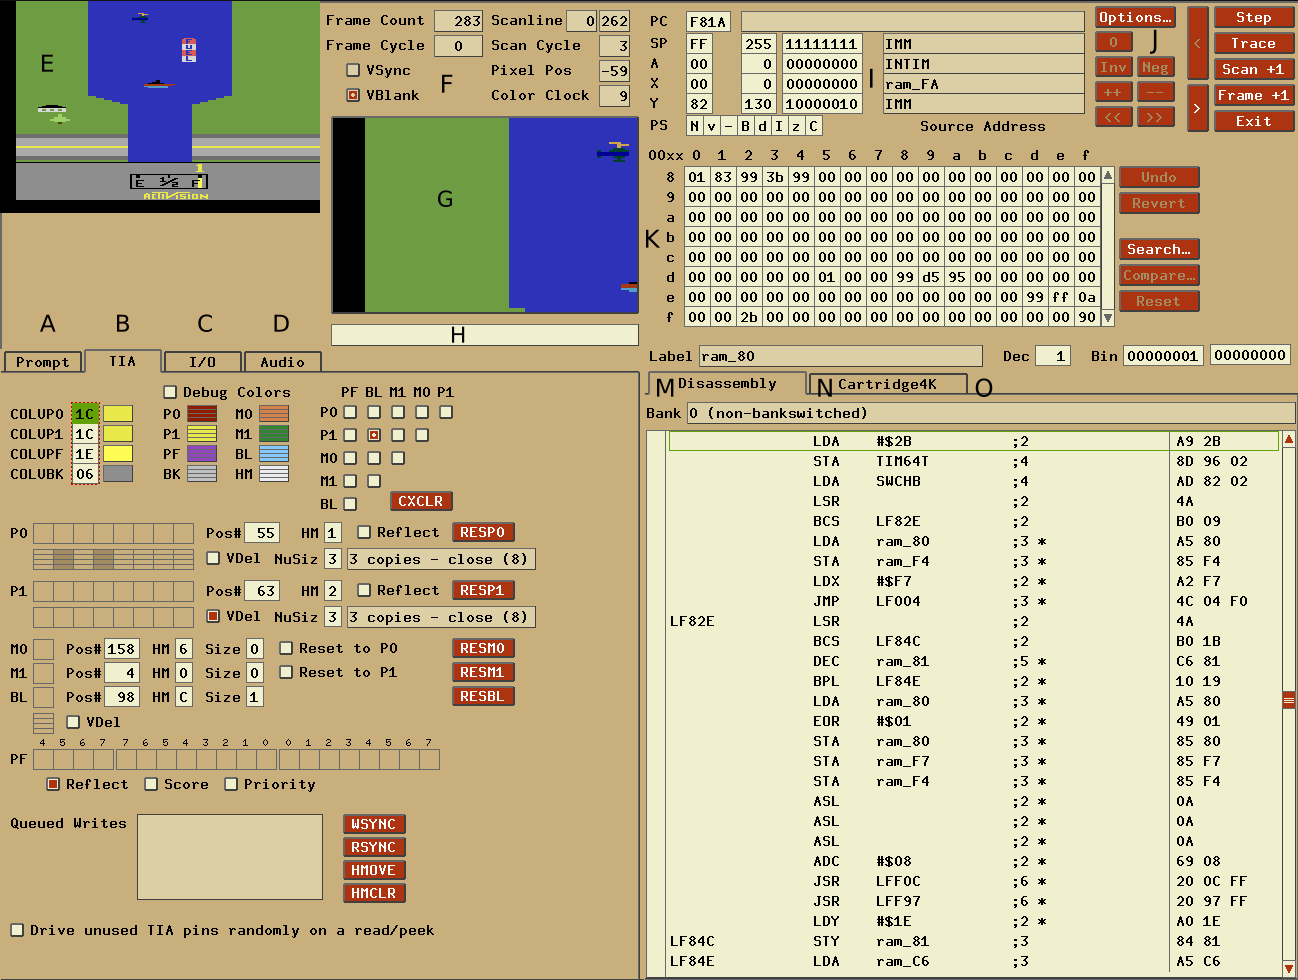 E
FUEL
E 1/2 F
1
ACTIVISION
Frame Count 283 Scanline 0 262
Frame Cycle 0 Scan Cycle 3
VSync Pixel Pos -59
VBlank Color Clock 9
F
G
H
PC F81A
SP FF 255 11111111 IMM
A 00 0 00000000 INTIM
X 00 0 00000000 ram_FA
Y 82 130 10000010 IMM
PS N v - B d I z C Source Address
I
Options...
J
O
Inv Neg
++ --
<< >>
<
>
Step
Trace
Scan +1
Frame +1
Exit
K
00xx 0 1 2 3 4 5 6 7 8 9 a b c d e f
8 01 83 99 3b 99 00 00 00 00 00 00 00 00 00 00 00
9 00 00 00 00 00 00 00 00 00 00 00 00 00 00 00 00
a 00 00 00 00 00 00 00 00 00 00 00 00 00 00 00 00
b 00 00 00 00 00 00 00 00 00 00 00 00 00 00 00 00
c 00 00 00 00 00 00 00 00 00 00 00 00 00 00 00 00
d 00 00 00 00 00 01 00 00 99 d5 95 00 00 00 00 00
e 00 00 00 00 00 00 00 00 00 00 00 00 00 99 ff 0a
f 00 00 2b 00 00 00 00 00 00 00 00 00 00 00 00 90
Undo
Revert
Search...
Compare...
Reset
Label ram_80 Dec 1 Bin 00000001 00000000
A B C D
Prompt TIA I/O Audio
Debug Colors
COLUP0 1C P0 M0
COLUP1 1C P1 M1
COLUPF 1E PF BL
COLUBK 06 BK HM
PF BL M1 M0 P1
P0
P1
M0
M1
BL CXCLR
P0 Pos# 55 HM 1 Reflect RESP0
VDel NuSiz 3 3 copies - close (8)
P1 Pos# 63 HM 2 Reflect RESP1
VDel NuSiz 3 3 copies - close (8)
M0 Pos# 158 HM 6 Size 0 Reset to P0 RESM0
M1 Pos# 4 HM 0 Size 0 Reset to P1 RESM1
BL Pos# 98 HM C Size 1 RESBL
VDel
4 5 6 7 7 6 5 4 3 2 1 0 0 1 2 3 4 5 6 7
PF
Reflect Score Priority
Queued Writes
WSYNC
RSYNC
HMOVE
HMCLR
Drive unused TIA pins randomly on a read/peek
M Disassembly N Cartridge4K O
Bank 0 (non-bankswitched)
LDA #$2B ;2 A9 2B
STA TIM64T ;4 8D 96 02
LDA SWCHB ;4 AD 82 02
LSR ;2 4A
BCS LF82E ;2 B0 09
LDA ram_80 ;3 * A5 80
STA ram_F4 ;3 * 85 F4
LDX #$F7 ;2 * A2 F7
JMP LF004 ;3 * 4C 04 F0
LF82E LSR ;2 4A
BCS LF84C ;2 B0 1B
DEC ram_81 ;5 * C6 81
BPL LF84E ;2 * 10 19
LDA ram_80 ;3 * A5 80
EOR #$01 ;2 * 49 01
STA ram_80 ;3 * 85 80
STA ram_F7 ;3 * 85 F7
STA ram_F4 ;3 * 85 F4
ASL ;2 * 0A
ASL ;2 * 0A
ASL ;2 * 0A
ADC #$08 ;2 * 69 08
JSR LFF0C ;6 * 20 0C FF
JSR LFF97 ;6 * 20 97 FF
LDY #$1E ;2 * A0 1E
LF84C STY ram_81 ;3 84 81
LF84E LDA ram_C6 ;3 A5 C6